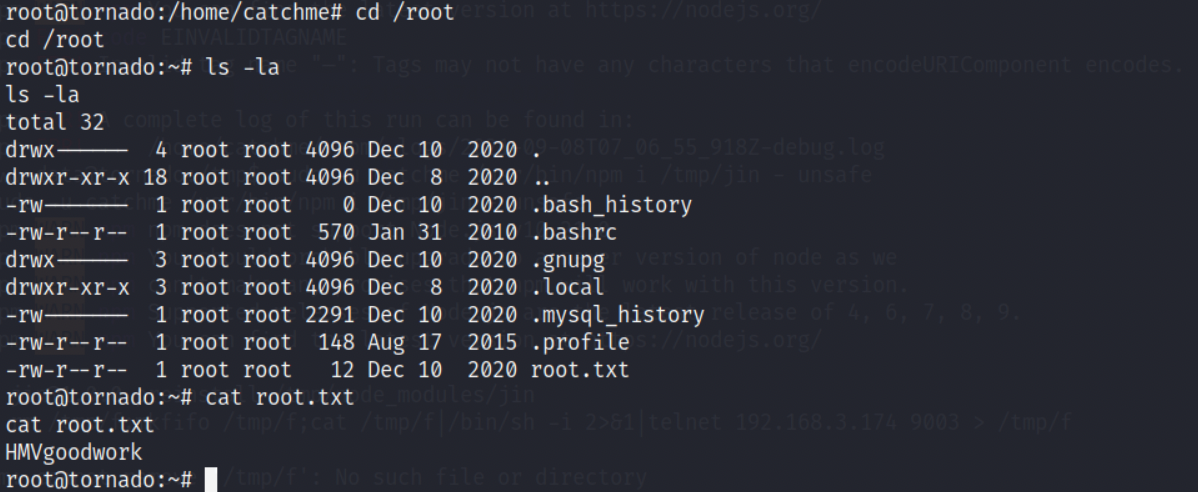 root@tornado:/home/catchme# cd /root
cd /root
root@tornado:~# ls -la
ls -la
total 32
drwx------  4 root root 4096 Dec 10  2020 .
drwxr-xr-x 18 root root 4096 Dec  8  2020 ..
-rw-------  1 root root    0 Dec 10  2020 .bash_history
-rw-r--r--  1 root root  570 Jan 31  2010 .bashrc
drwx------  3 root root 4096 Dec 10  2020 .gnupg
drwxr-xr-x  3 root root 4096 Dec  8  2020 .local
-rw-------  1 root root 2291 Dec 10  2020 .mysql_history
-rw-r--r--  1 root root  148 Aug 17  2015 .profile
-rw-r--r--  1 root root   12 Dec 10  2020 root.txt
root@tornado:~# cat root.txt
cat root.txt
HMVgoodwork
root@tornado:~#